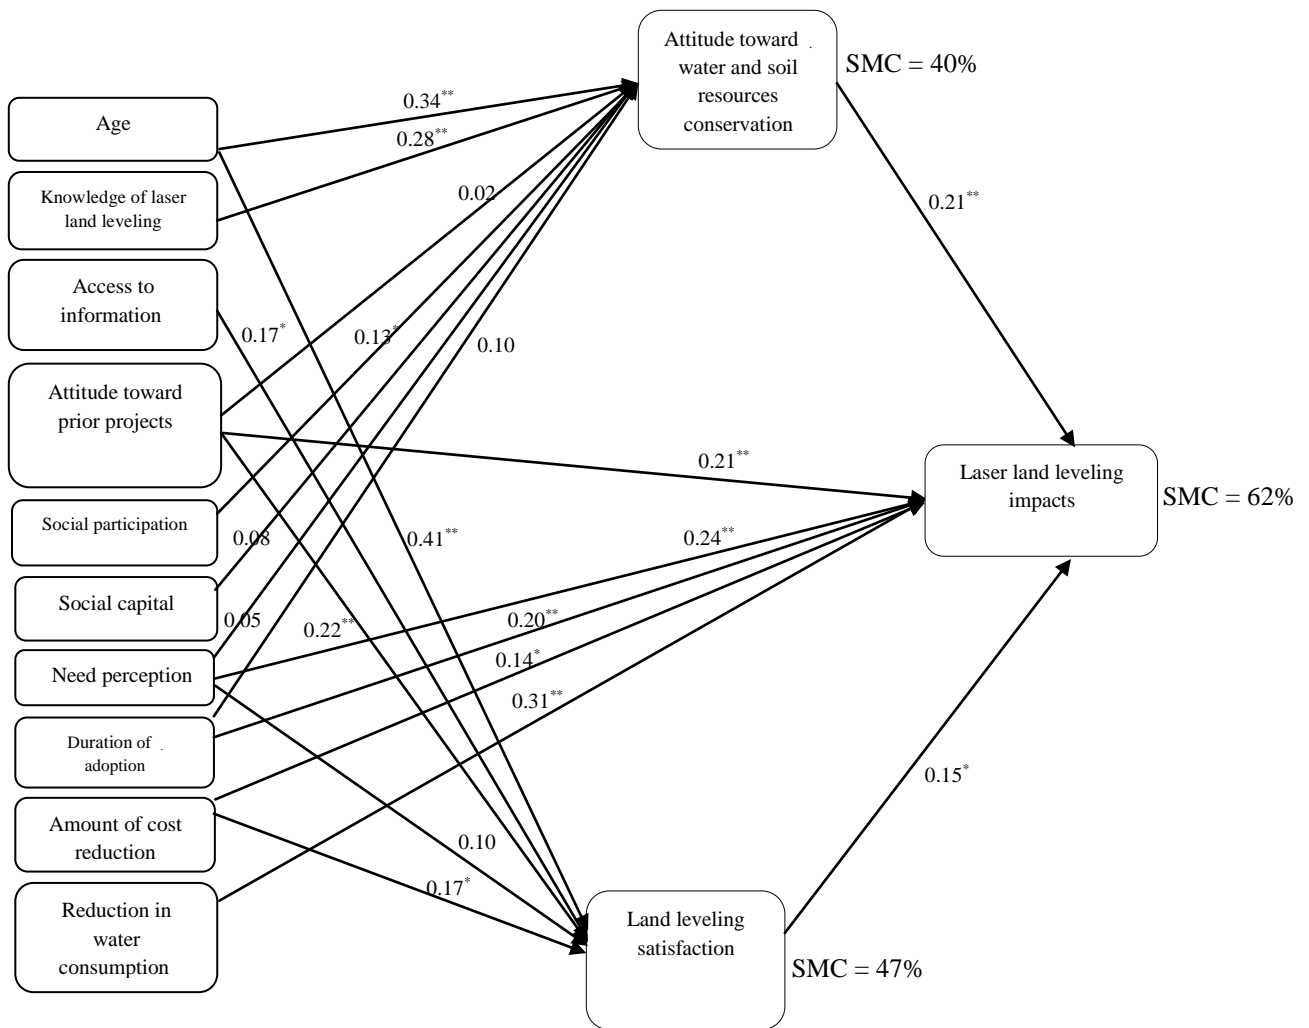 Attitude toward
water and soil
resources
conservation
SMC = 40%
Age
0.34**
0.28**
Knowledge of laser
land leveling
0.02
0.21**
Access to
information
0.17*
0.13*
0.10
Attitude toward
prior projects
0.21**
Laser land leveling
impacts
SMC = 62%
Social participation
0.08
0.41**
0.24**
Social capital
0.05
0.22**
0.20**
0.14*
Need perception
0.31**
Duration of
adoption
0.15*
Amount of cost
reduction
0.10
0.17*
Reduction in
water
consumption
Land leveling
satisfaction
SMC = 47%